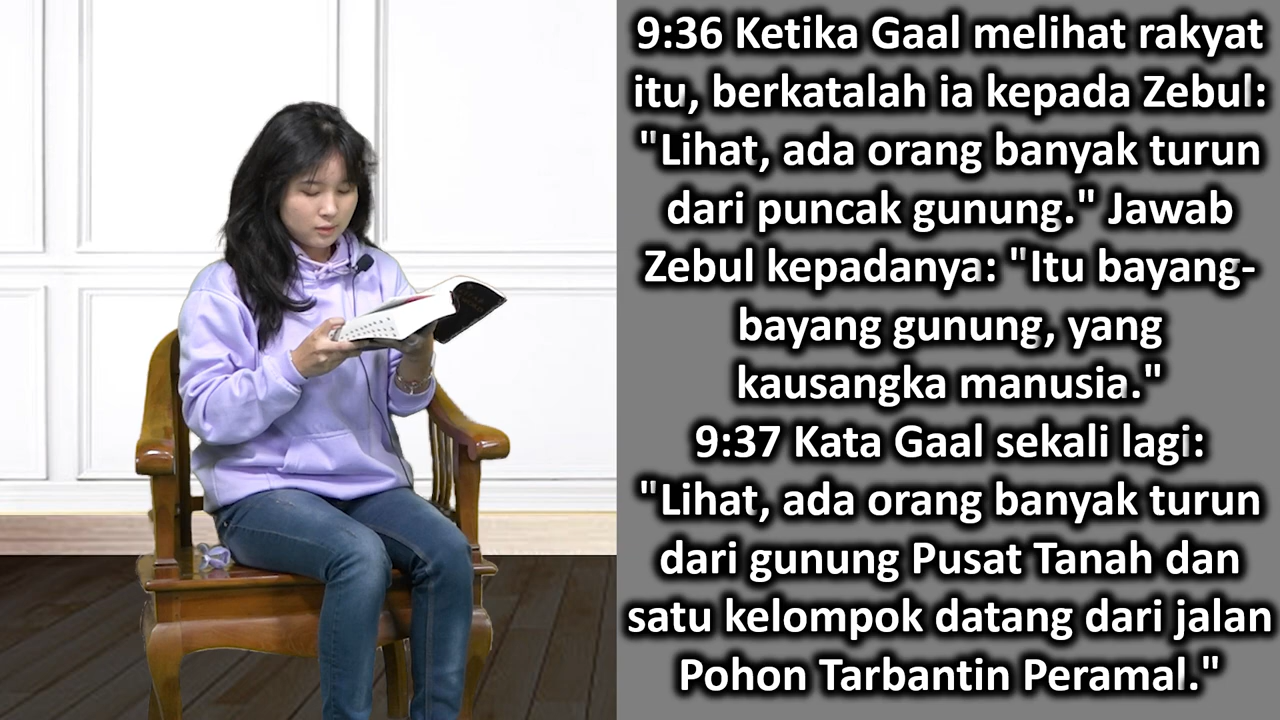 9:36 Ketika Gaal melihat rakyat
itu, berkatalah ia kepada Zebul:
"Lihat, ada orang banyak turun
dari puncak gunung." Jawab
Zebul kepadanya: "Itu bayang-
bayang gunung, yang
kausangka manusia."
9:37 Kata Gaal sekali lagi:
"Lihat, ada orang banyak turun
dari gunung Pusat Tanah dan
satu kelompok datang dari jalan
Pohon Tarbantin Peramal."